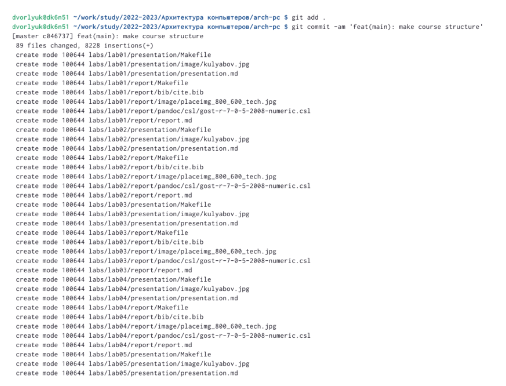 dvorlyuk@dk6n51 ~/work/study/2022-2023/Архитектура компьютеров/arch-pc $ git add .
dvorlyuk@dk6n51 ~/work/study/2022-2023/Архитектура компьютеров/arch-pc $ git commit -am 'feat(main): make course structure'
[master c046737] feat(main): make course structure
89 files changed, 8228 insertions(+)
create mode 100644 labs/lab01/presentation/Makefile
create mode 100644 labs/lab01/presentation/image/kulyabov.jpg
create mode 100644 labs/lab01/presentation/presentation.md
create mode 100644 labs/lab01/report/Makefile
create mode 100644 labs/lab01/report/bib/cite.bib
create mode 100644 labs/lab01/report/image/placeimg_800_600_tech.jpg
create mode 100644 labs/lab01/report/pandoc/csl/gost-r-7-0-5-2008-numeric.csl
create mode 100644 labs/lab01/report/report.md
create mode 100644 labs/lab02/presentation/Makefile
create mode 100644 labs/lab02/presentation/image/kulyabov.jpg
create mode 100644 labs/lab02/presentation/presentation.md
create mode 100644 labs/lab02/report/Makefile
create mode 100644 labs/lab02/report/bib/cite.bib
create mode 100644 labs/lab02/report/image/placeimg_800_600_tech.jpg
create mode 100644 labs/lab02/report/pandoc/csl/gost-r-7-0-5-2008-numeric.csl
create mode 100644 labs/lab02/report/report.md
create mode 100644 labs/lab03/presentation/Makefile
create mode 100644 labs/lab03/presentation/image/kulyabov.jpg
create mode 100644 labs/lab03/presentation/presentation.md
create mode 100644 labs/lab03/report/Makefile
create mode 100644 labs/lab03/report/bib/cite.bib
create mode 100644 labs/lab03/report/image/placeimg_800_600_tech.jpg
create mode 100644 labs/lab03/report/pandoc/csl/gost-r-7-0-5-2008-numeric.csl
create mode 100644 labs/lab03/report/report.md
create mode 100644 labs/lab04/presentation/Makefile
create mode 100644 labs/lab04/presentation/image/kulyabov.jpg
create mode 100644 labs/lab04/presentation/presentation.md
create mode 100644 labs/lab04/report/Makefile
create mode 100644 labs/lab04/report/bib/cite.bib
create mode 100644 labs/lab04/report/image/placeimg_800_600_tech.jpg
create mode 100644 labs/lab04/report/pandoc/csl/gost-r-7-0-5-2008-numeric.csl
create mode 100644 labs/lab04/report/report.md
create mode 100644 labs/lab05/presentation/Makefile
create mode 100644 labs/lab05/presentation/image/kulyabov.jpg
create mode 100644 labs/lab05/presentation/presentation.md